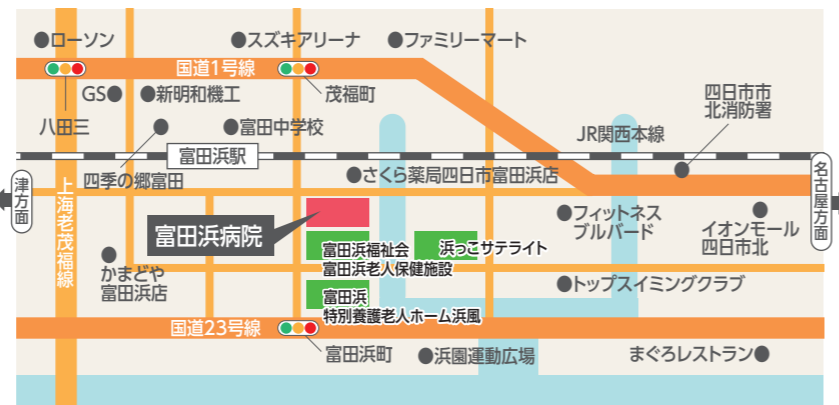 ローソン
スズキアリーナ
ファミリーマート
国道1号線
GS
新明和機工
茂福町
四日市市
北消防署
八田三
富田中学校
JR関西本線
富田浜駅
四季の郷富田
さくら薬局四日市富田浜店
津方面
名古屋方面
上海老茂福線
富田浜病院
フィットネス
ブルバード
イオンモール
四日市北
富田浜福祉会
富田浜老人保健施設
浜っこサテライト
かまどや
富田浜店
トップスイミングクラブ
富田浜
特別養護老人ホーム浜風
国道23号線
富田浜町
浜園運動広場
まぐろレストラン